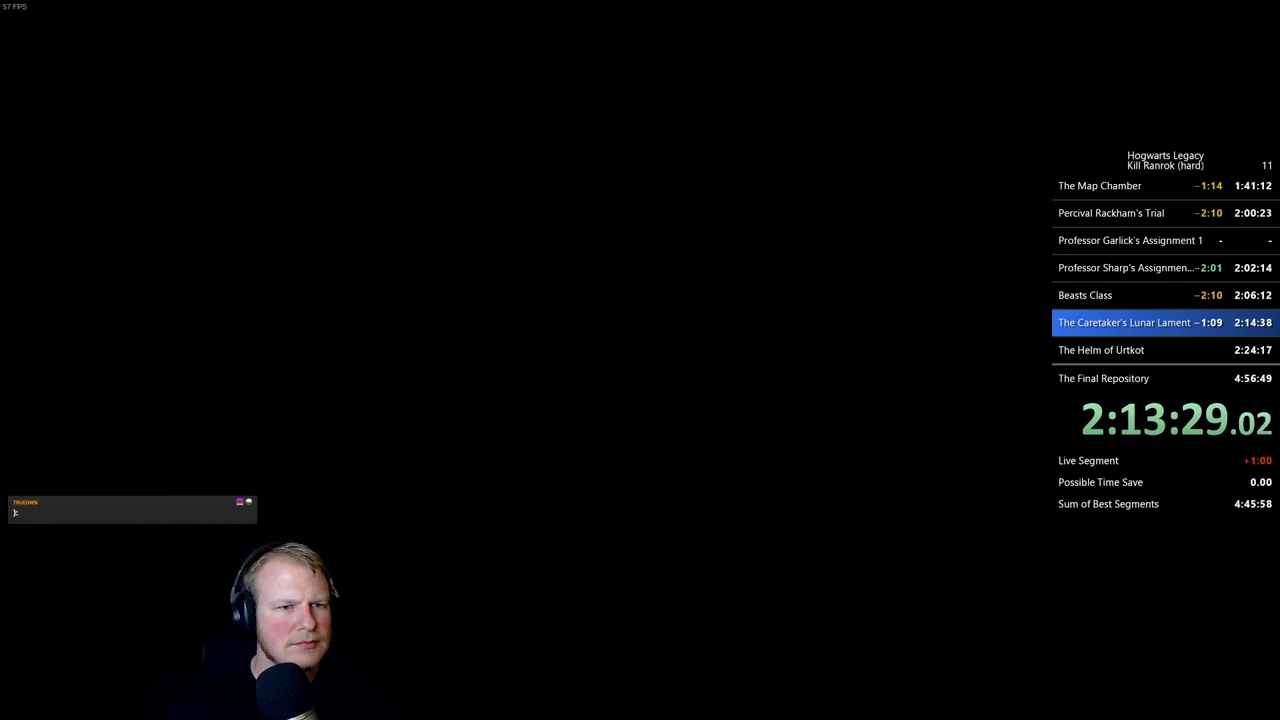 57 FPS
Hogwarts Legacy
Kill Ranrok (hard) 11
The Map Chamber −1:14 1:41:12
Percival Rackham's Trial −2:10 2:00:23
Professor Garlick's Assignment 1 - -
Professor Sharp's Assignmen... −2:01 2:02:14
Beasts Class −2:10 2:06:12
The Caretaker's Lunar Lament −1:09 2:14:38
The Helm of Urtkot 2:24:17
The Final Repository 4:56:49
2:13:29.02
Live Segment +1:00
Possible Time Save 0.00
Sum of Best Segments 4:45:58
TRUEOWN
):